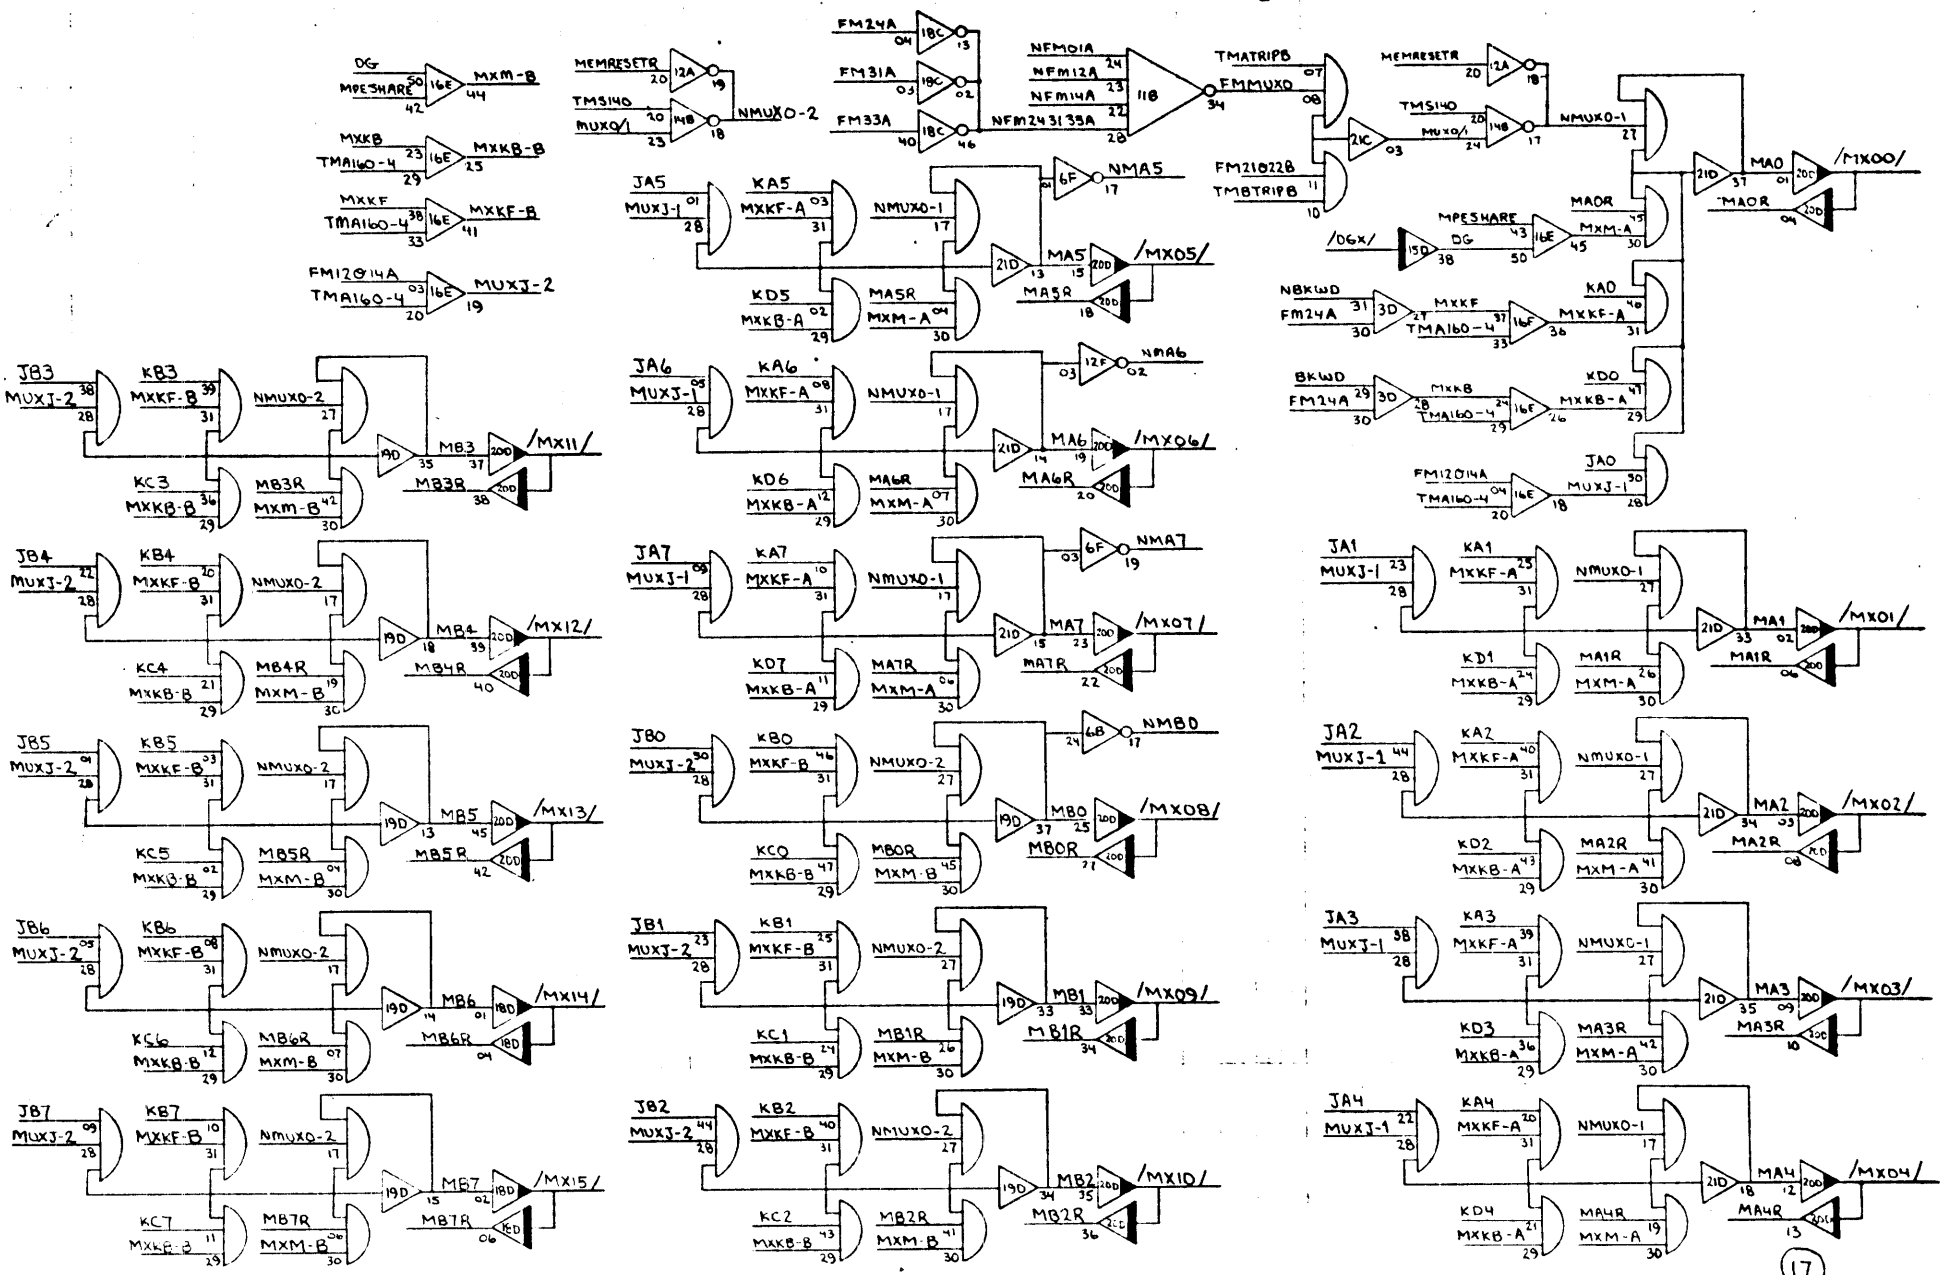 DG
50
MPESHARE
42
16E
MXM-B
44
MXKB
23
TMA160-4
29
16E
MXKB-B
25
MXKF
38
TMA160-4
33
16E
MXKF-B
41
FM12Ø14A
03
TMA160-4
20
16E
MUXJ-2
19
MEMRESETR
20
12A
19
TMS140
20
MUX0/1
23
14B
18
NMUX0-2
FM24A
04
18C
13
FM31A
03
18C
02
FM33A
40
18C
46
NFM01A
24
NFM12A
23
NFM14A
22
NFM243133A
28
11B
34
FMMUX0
TMATRIPB
07
08
FM21Ø22B
11
TMBTRIPB
10
21C
03
MUX0/1
24
MEMRESETR
20
12A
18
TMS140
20
14B
17
NMUX0-1
27
21D
37
MA0
01
20D
/MX00/
MA0R
04
20D
MA0R
45
MXM-A
30
/DGX/
15D
38
DG
50
MPESHARE
43
16E
45
NBKWD
31
FM24A
30
3D
27
MXKF
37
TMA160-4
33
16F
36
MXKF-A
31
KA0
40
BKWD
29
FM24A
30
3D
28
MXKB
24
TMA160-4
29
16E
26
MXKB-A
29
KD0
47
FM12Ø14A
04
TMA160-4
20
16E
18
MUXJ-1
28
JA0
50
JA5
MUXJ-1 01
28
KA5
MXKF-A 03
31
NMUX0-1
17
6F
01
17
NMA5
21D
13
MA5
15
20D
/MX05/
KD5
MXKB-A 02
29
MA5R
MXM-A 04
30
MA5R
18
20D
JB3
MUXJ-2 38
28
KB3
MXKF-B 39
31
NMUX0-2
27
19D
35
MB3
37
20D
/MX11/
KC3
MXKB-B 36
29
MB3R
MXM-B 42
30
MB3R
38
20D
JA6
MUXJ-1 05
28
KA6
MXKF-A 08
31
NMUX0-1
17
12F
03
02
NMA6
21D
14
MA6
19
20D
/MX06/
KD6
MXKB-A 12
29
MA6R
MXM-A 07
30
MA6R
20
20D
JB4
MUXJ-2 22
28
KB4
MXKF-B 20
31
NMUX0-2
17
19D
18
MB4
39
20D
/MX12/
KC4
MXKB-B 21
29
MB4R
MXM-B 19
30
MB4R
40
20D
JA7
MUXJ-1 09
28
KA7
MXKF-A 10
31
NMUX0-1
17
6F
03
19
NMA7
21D
15
MA7
23
20D
/MX07/
KD7
MXKB-A 11
29
MA7R
MXM-A 06
30
MA7R
22
20D
JA1
MUXJ-1 23
28
KA1
MXKF-A 25
31
NMUX0-1
27
21D
33
MA1
02
20D
/MX01/
KD1
MXKB-A 24
29
MA1R
MXM-A 26
30
MA1R
06
20D
JB5
MUXJ-2 01
28
KB5
MXKF-B 03
31
NMUX0-2
17
19D
13
MB5
45
20D
/MX13/
KC5
MXKB-B 02
29
MB5R
MXM-B 04
30
MB5R
42
20D
JB0
MUXJ-2 50
28
KB0
MXKF-B 46
31
NMUX0-2
27
6B
24
17
NMB0
19D
37
MB0
25
20D
/MX08/
KC0
MXKB-B 47
29
MB0R
MXM-B 45
30
MB0R
27
20D
JA2
MUXJ-1 44
28
KA2
MXKF-A 40
31
NMUX0-1
27
21D
34
MA2
03
20D
/MX02/
KD2
MXKB-A 43
29
MA2R
MXM-A 41
30
MA2R
08
20D
JB6
MUXJ-2 05
28
KB6
MXKF-B 08
31
NMUX0-2
17
19D
14
MB6
01
18D
/MX14/
KC6
MXKB-B 12
29
MB6R
MXM-B 07
30
MB6R
04
18D
JB1
MUXJ-2 23
28
KB1
MXKF-B 25
31
NMUX0-2
27
19D
33
MB1
33
20D
/MX09/
KC1
MXKB-B 24
29
MB1R
MXM-B 26
30
MB1R
34
20D
JA3
MUXJ-1 38
28
KA3
MXKF-A 39
31
NMUX0-1
27
21D
35
MA3
09
20D
/MX03/
KD3
MXKB-A 36
29
MA3R
MXM-A 42
30
MA3R
10
20D
JB7
MUXJ-2 09
28
KB7
MXKF-B 10
31
NMUX0-2
17
19D
15
MB7
02
18D
/MX15/
KC7
MXKB-B 11
29
MB7R
MXM-B 06
30
MB7R
06
18D
JB2
MUXJ-2 44
28
KB2
MXKF-B 40
31
NMUX0-2
27
19D
34
MB2
35
20D
/MX10/
KC2
MXKB-B 43
29
MB2R
MXM-B 41
30
MB2R
36
20D
JA4
MUXJ-1 22
28
KA4
MXKF-A 20
31
NMUX0-1
17
21D
18
MA4
12
20D
/MX04/
KD4
MXKB-A 21
29
MA4R
MXM-A 19
30
MA4R
13
20D
17